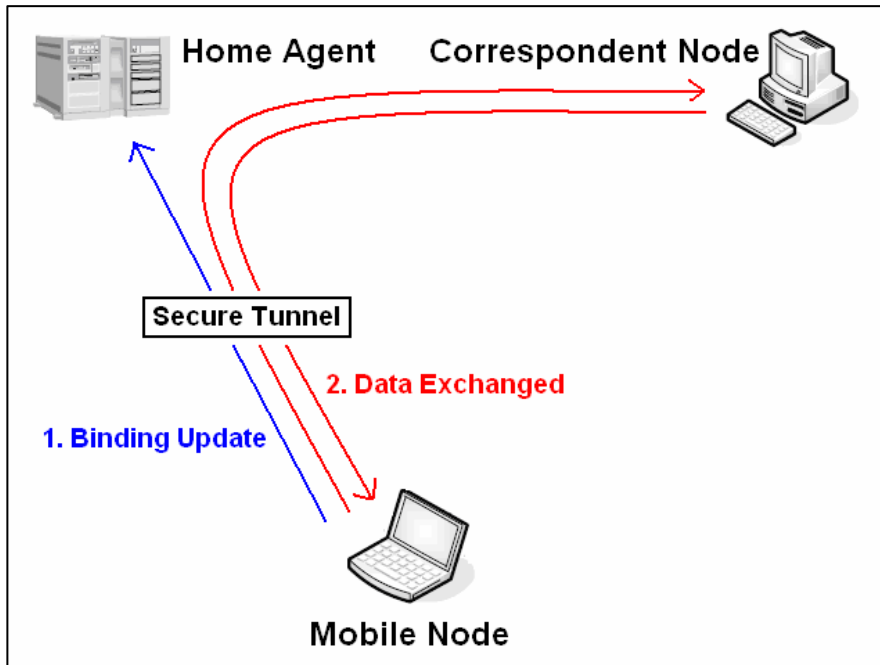 Home Agent
Correspondent Node
Secure Tunnel
2. Data Exchanged
1. Binding Update
Mobile Node